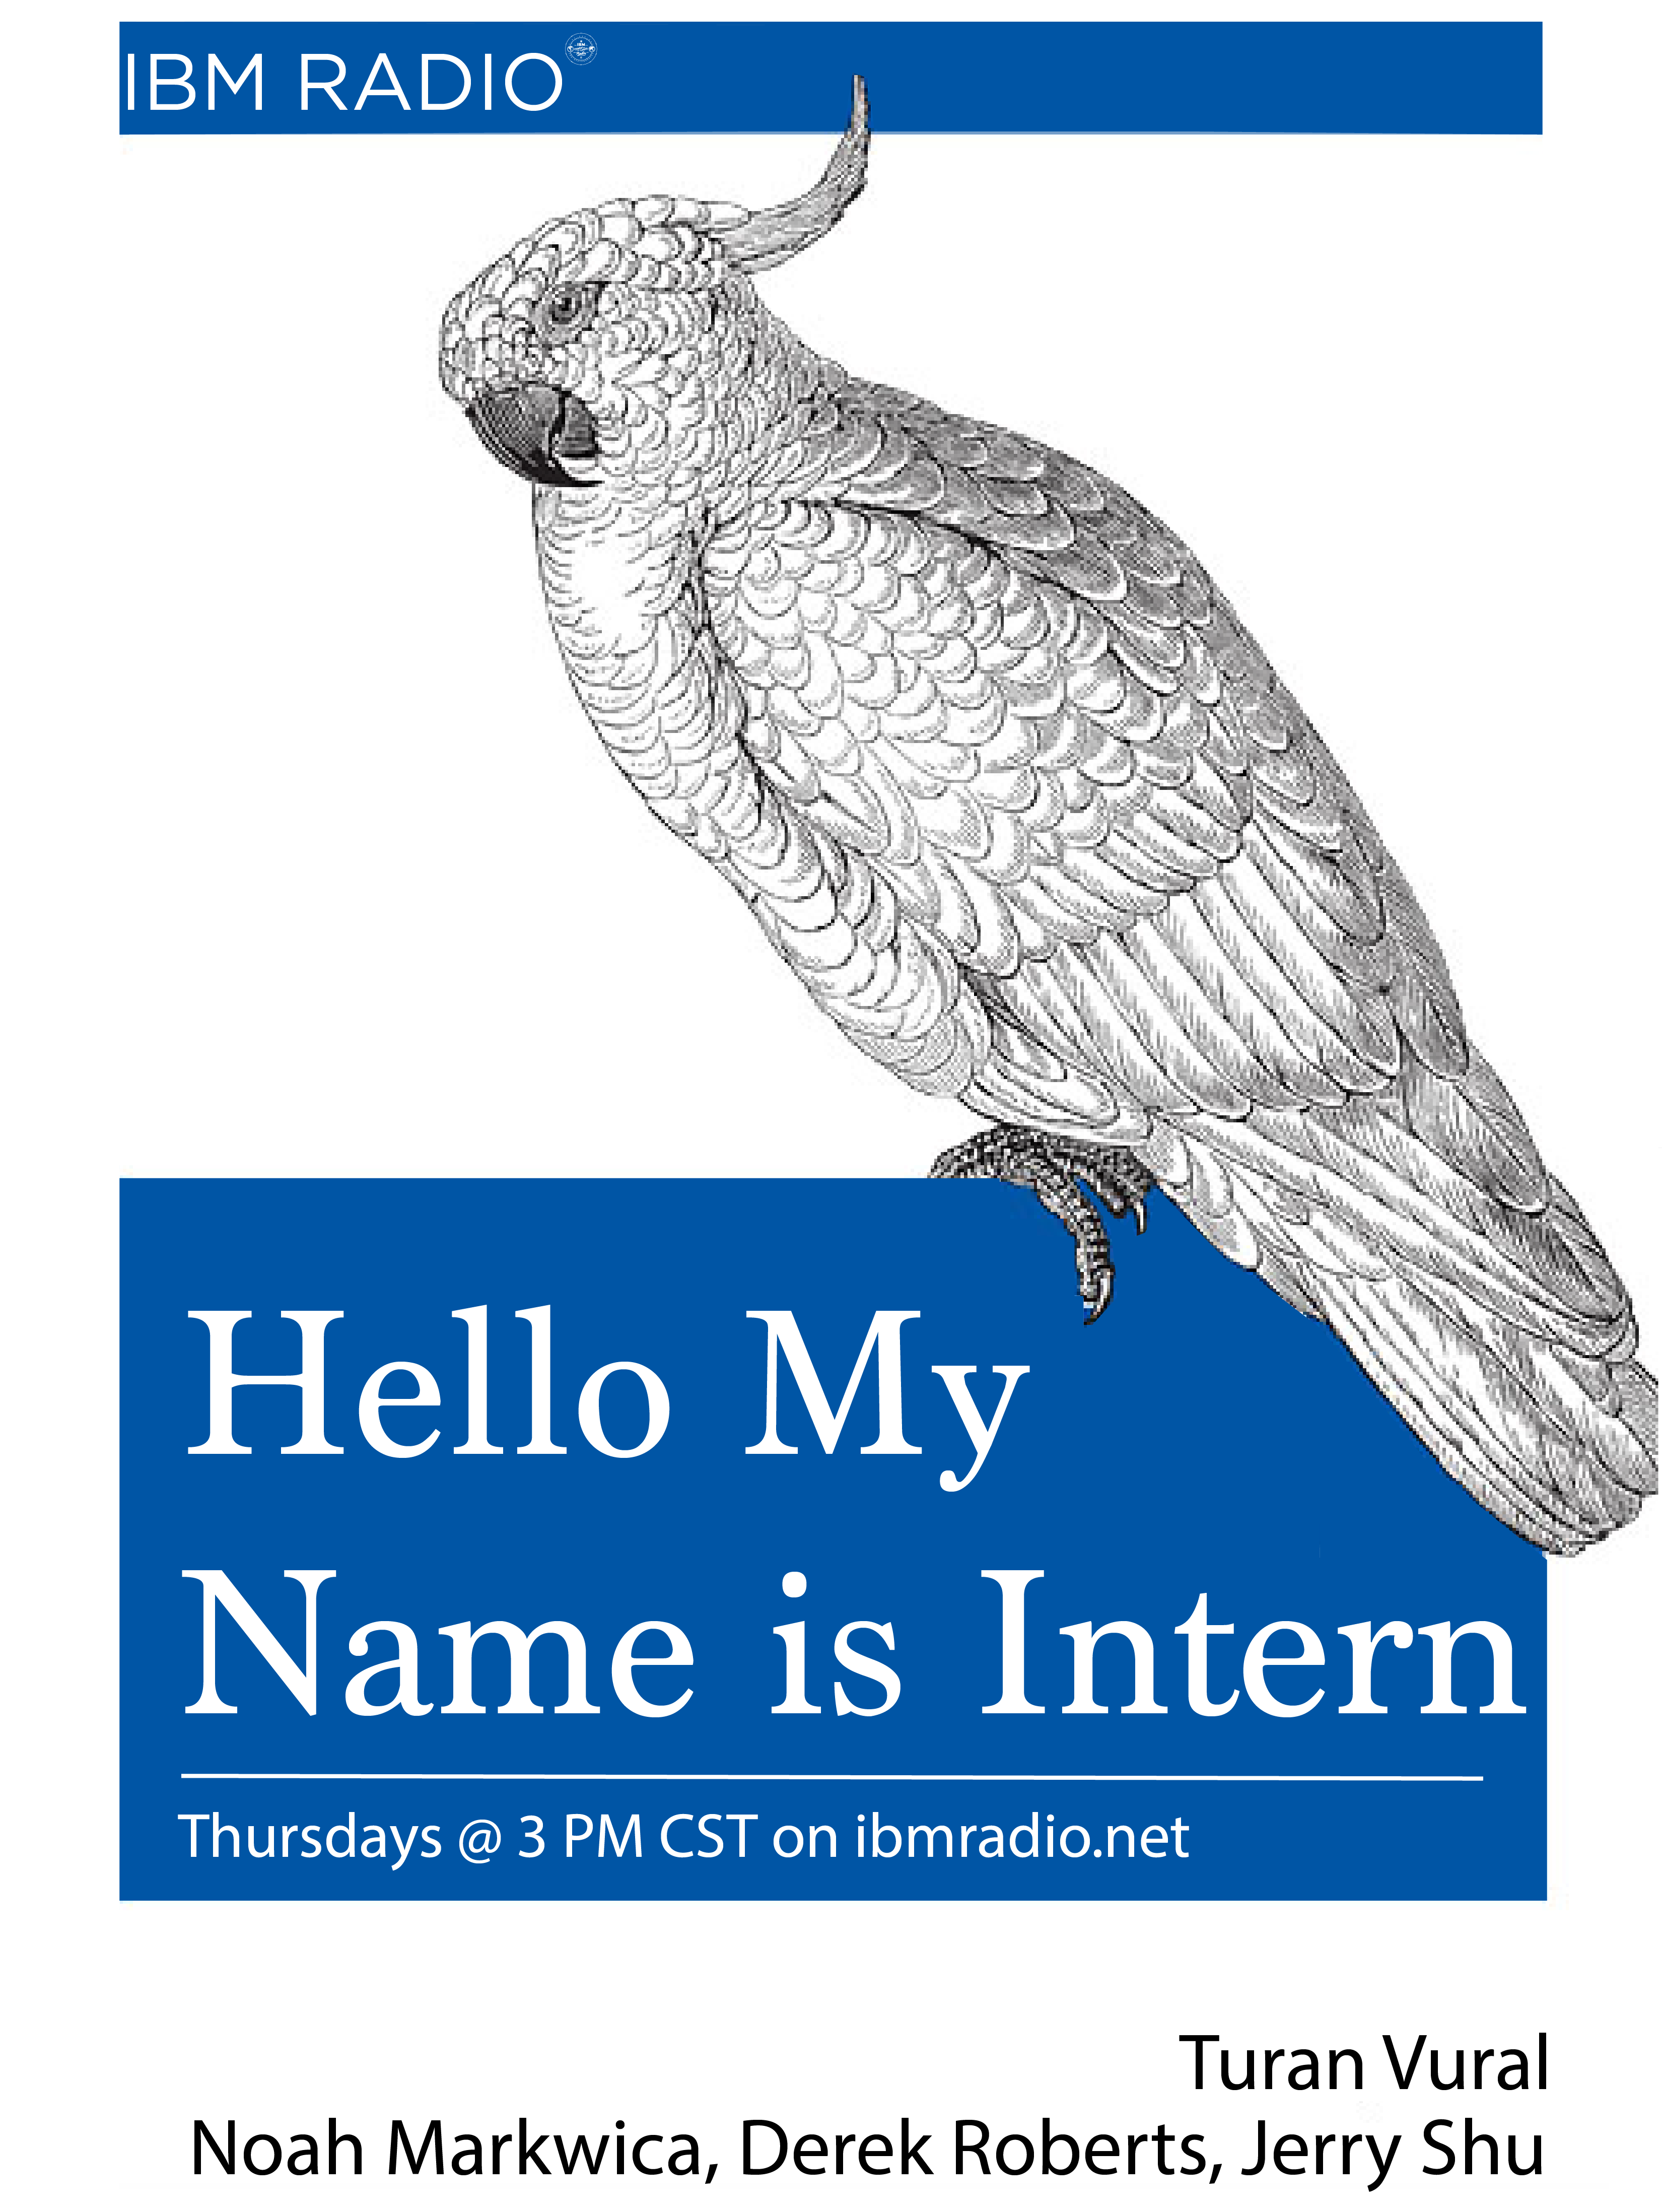 IBM RADIO
Hello My
Name is Intern
Thursdays @ 3 PM CST on ibmradio.net
Turan Vural
Noah Markwica, Derek Roberts, Jerry Shu